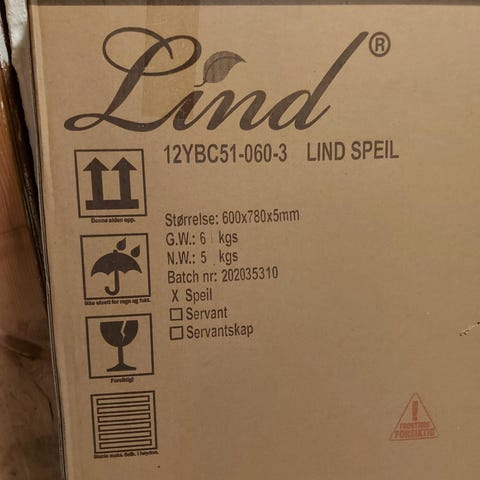 Lind®
12YBC51-060-3 LIND SPEIL
Denne siden opp.
Størrelse: 600x780x5mm
G.W.: 6 kgs
N.W.: 5 kgs
Batch nr: 202035310
X Speil
Servant
Servantskap
Ikke utsett for regn og fukt.
Forsiktig!
FORSIKTIG